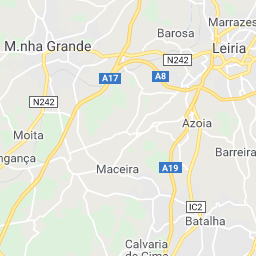 Marrazes
Barosa
M.nha Grande
Leiria
N242
A17
A8
N242
Azoia
Moita
Barreira
ngança
Maceira
A19
IC2
Batalha
Calvaria
de Cima